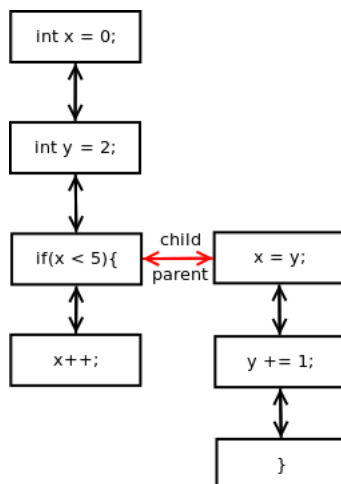 int x = 0;
int y = 2;
if(x < 5){
child
parent
x = y;
x++;
y += 1;
}